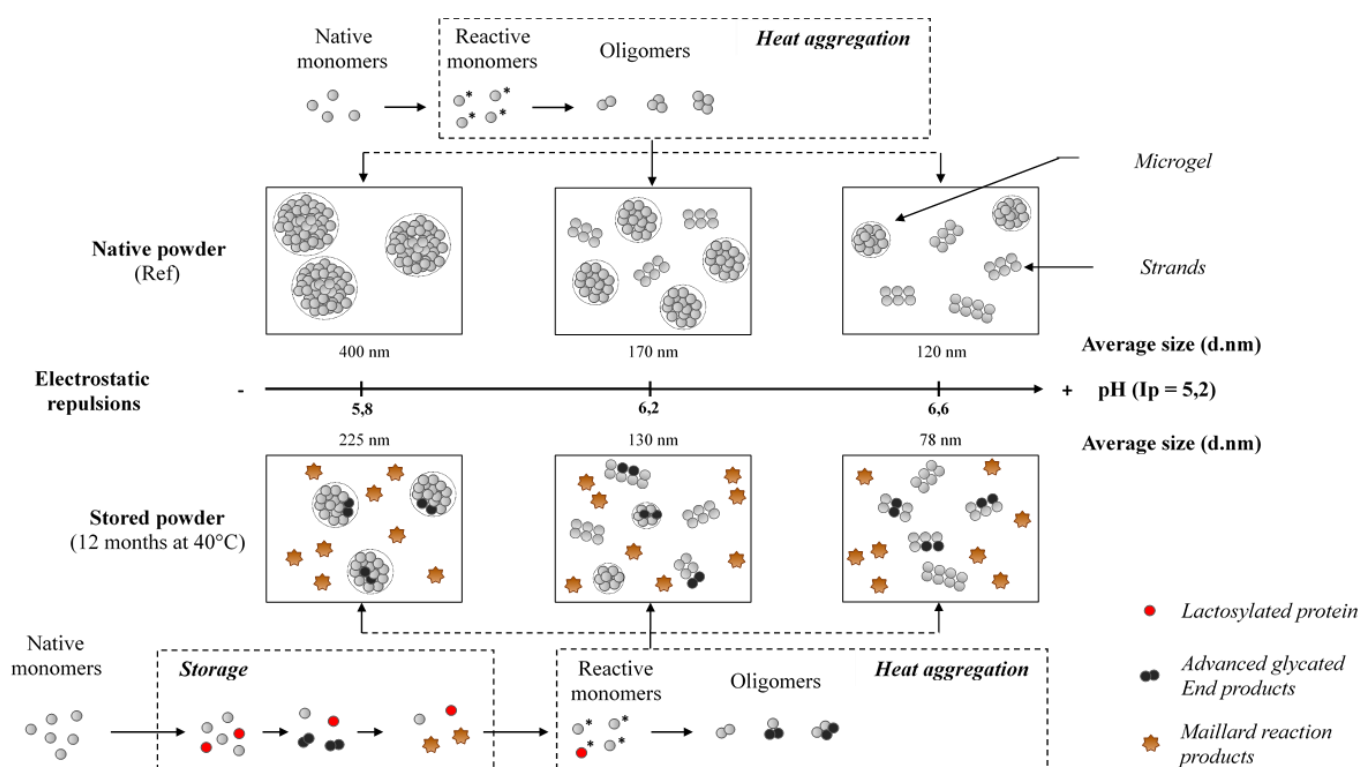 Native
monomers
Reactive
monomers
Oligomers
Heat aggregation
* * * *
Microgel
Native powder
(Ref)
Strands
400 nm
170 nm
120 nm
Average size (d.nm)
Electrostatic
repulsions
-
+
pH (Ip = 5,2)
5,8
6,2
6,6
225 nm
130 nm
78 nm
Average size (d.nm)
Stored powder
(12 months at 40°C)
Native
monomers
Storage
Reactive
monomers
Oligomers
Heat aggregation
* * * *
Lactosylated protein
Advanced glycated
End products
Maillard reaction
products